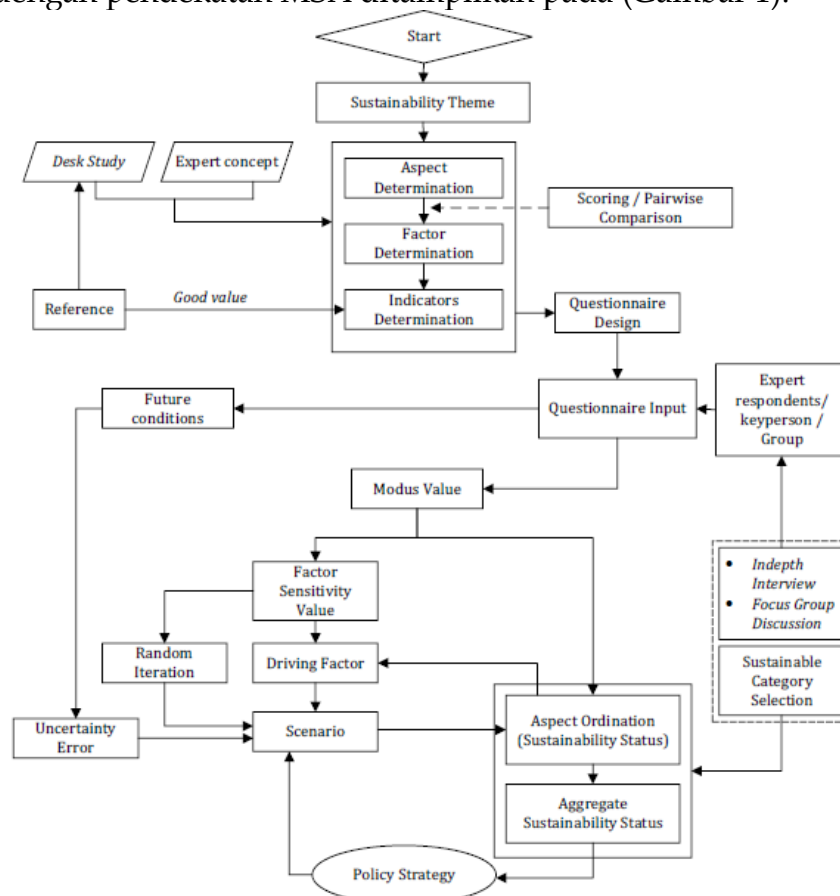 dengan pendekatan MSA ditampilkan pada (Gambar 1).
Start
Sustainability Theme
Desk Study
Expert concept
Aspect
Determination
Scoring / Pairwise
Comparison
Factor
Determination
Reference
Good value
Indicators
Determination
Questionnaire
Design
Future
conditions
Questionnaire Input
Expert
respondents/
keyperson /
Group
Modus Value
Factor
Sensitivity
Value
• Indepth
Interview
• Focus Group
Discussion
Random
Iteration
Driving Factor
Sustainable
Category
Selection
Uncertainty
Error
Scenario
Aspect Ordination
(Sustainability Status)
Aggregate
Sustainability Status
Policy Strategy